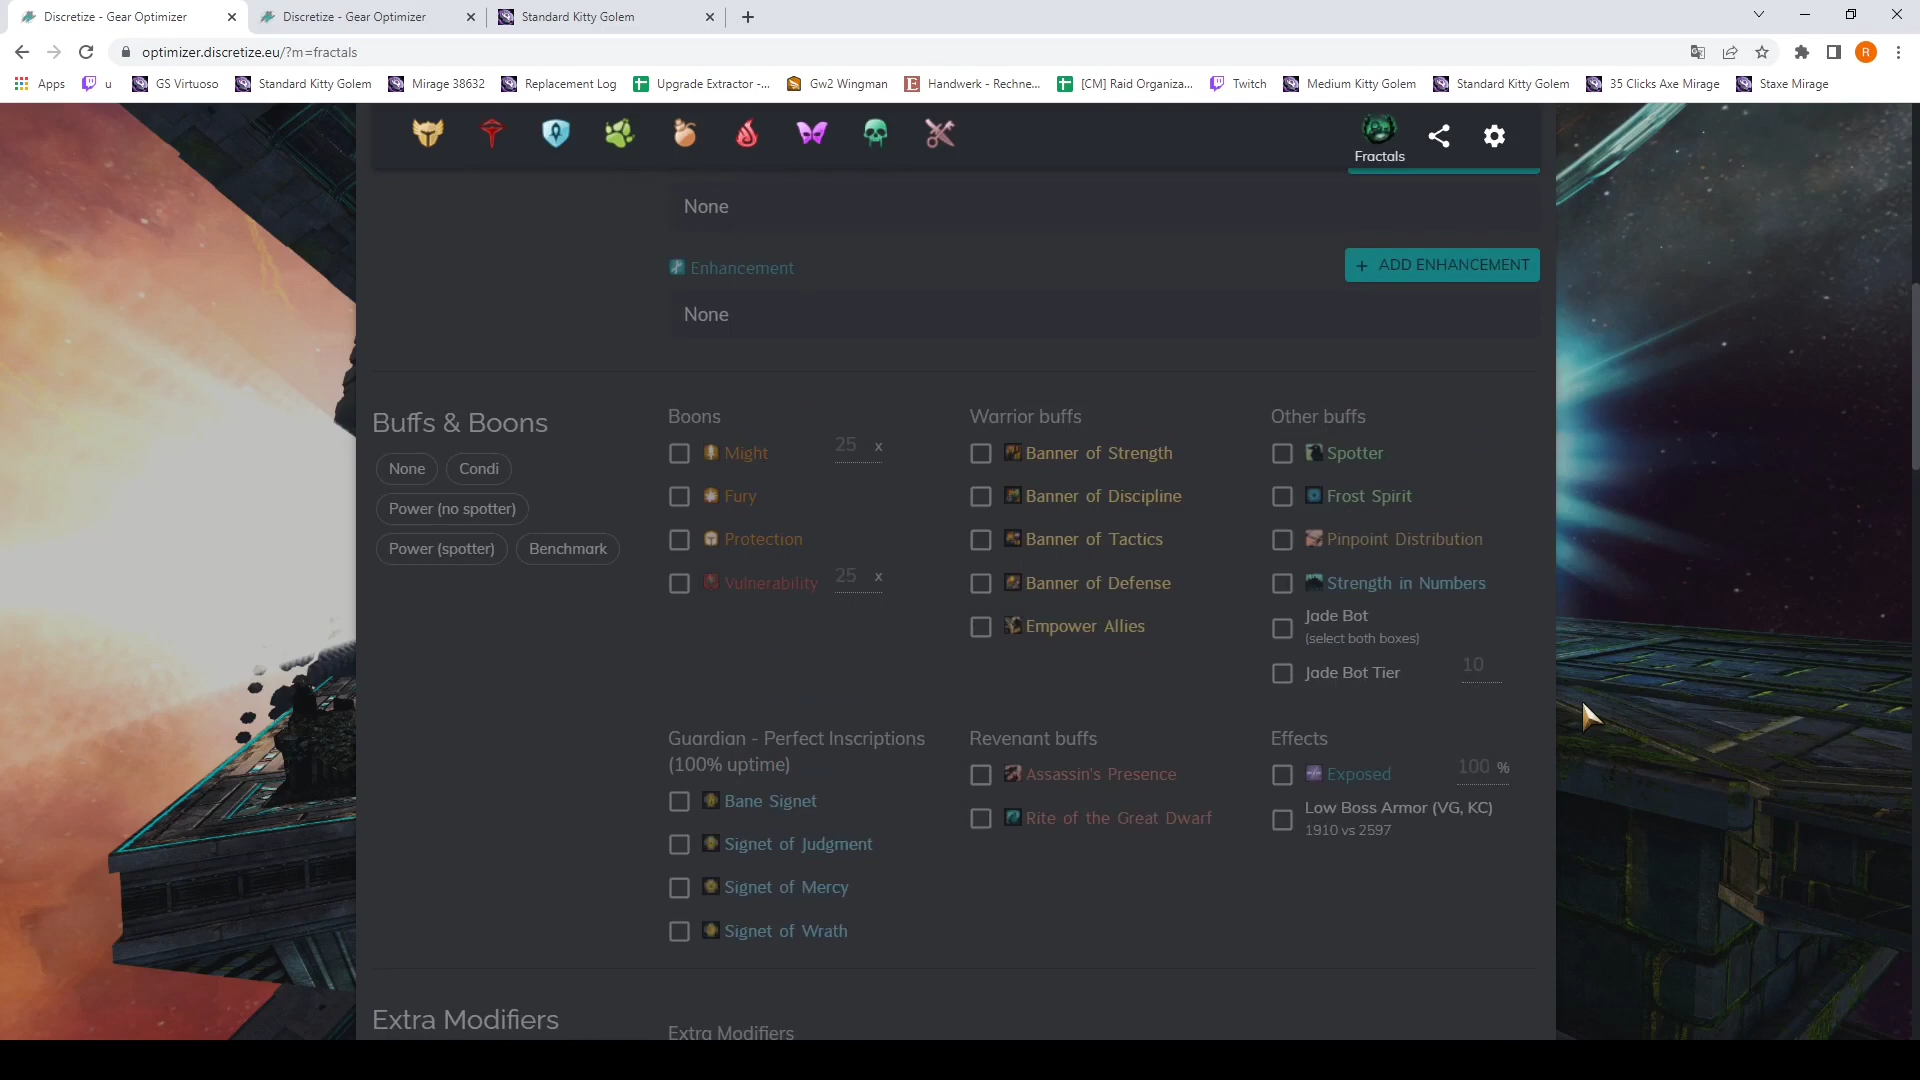 Discretize - Gear Optimizer
Discretize - Gear Optimizer
Standard Kitty Golem
optimizer.discretize.eu/?m=fractals
R
Apps
u
GS Virtuoso
Standard Kitty Golem
Mirage 38632
Replacement Log
Upgrade Extractor -...
Gw2 Wingman
Handwerk - Rechne...
[CM] Raid Organiza...
Twitch
Medium Kitty Golem
Standard Kitty Golem
35 Clicks Axe Mirage
Staxe Mirage
Fractals
None
Enhancement
+ ADD ENHANCEMENT
None
Buffs & Boons
None
Condi
Power (no spotter)
Power (spotter)
Benchmark
Boons
Might
25 x
Fury
Protection
Vulnerability
25 x
Warrior buffs
Banner of Strength
Banner of Discipline
Banner of Tactics
Banner of Defense
Empower Allies
Other buffs
Spotter
Frost Spirit
Pinpoint Distribution
Strength in Numbers
Jade Bot
(select both boxes)
Jade Bot Tier
10
Guardian - Perfect Inscriptions
(100% uptime)
Bane Signet
Signet of Judgment
Signet of Mercy
Signet of Wrath
Revenant buffs
Assassin's Presence
Rite of the Great Dwarf
Effects
Exposed
100 %
Low Boss Armor (VG, KC)
1910 vs 2597
Extra Modifiers
Extra Modifiers